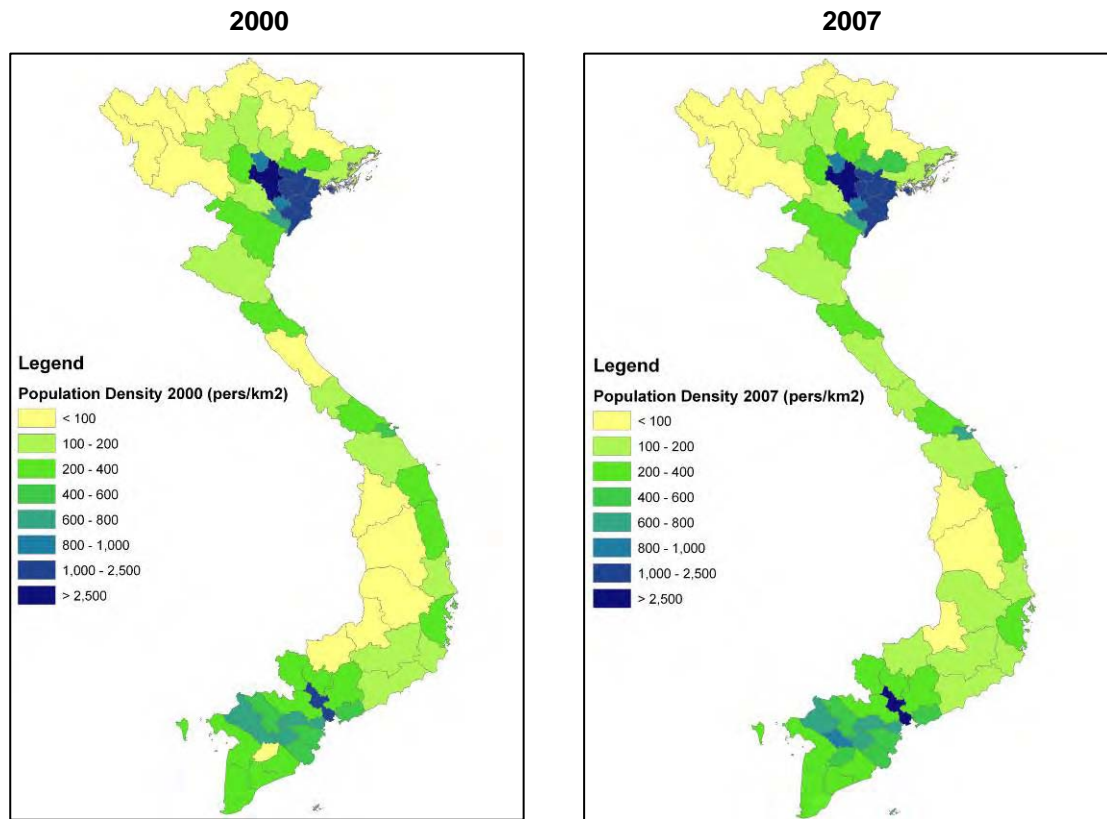 2000
2007
Legend
Population Density 2000 (pers/km2)
< 100
100 - 200
200 - 400
400 - 600
600 - 800
800 - 1,000
1,000 - 2,500
> 2,500
Legend
Population Density 2007 (pers/km2)
< 100
100 - 200
200 - 400
400 - 600
600 - 800
800 - 1,000
1,000 - 2,500
> 2,500